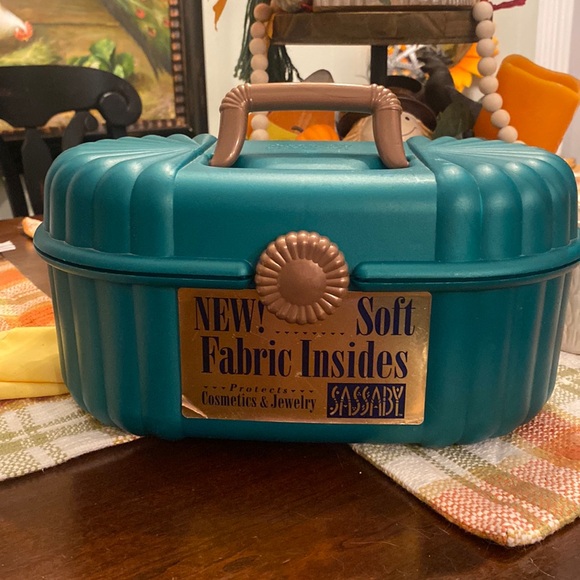 NEW! ........ Soft
Fabric Insides
••• Protects •••
Cosmetics & Jewelry SASSABY